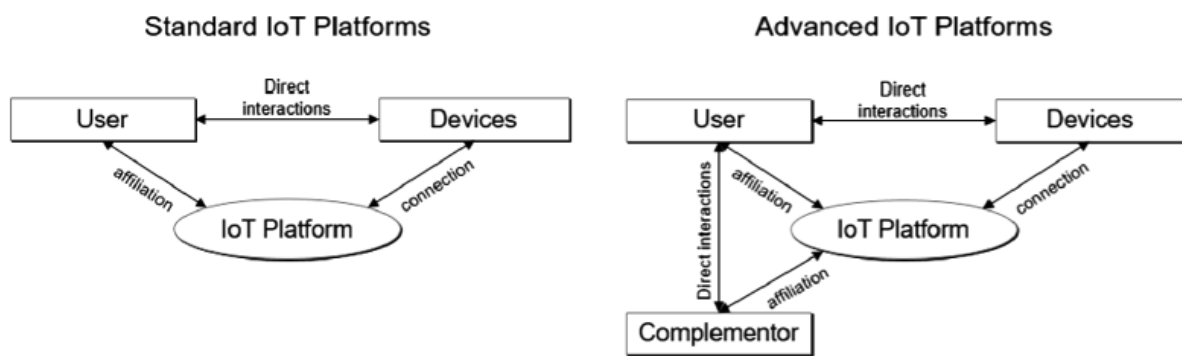 Standard IoT Platforms
Direct
interactions
User
Devices
affiliation
connection
IoT Platform
Advanced IoT Platforms
Direct
interactions
User
Devices
Direct interactions
affiliation
connection
IoT Platform
affiliation
Complementor